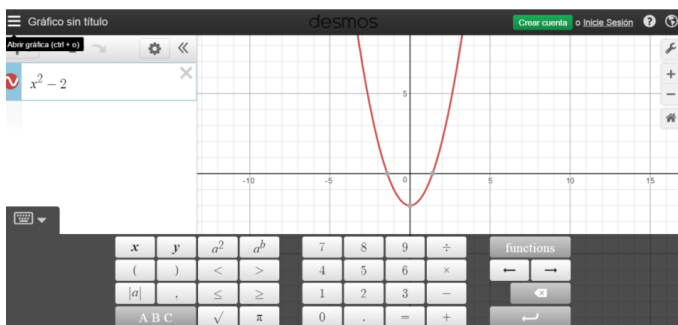 Gráfico sin título
desmos
Crear cuenta o Inicie Sesión
Abrir gráfica (ctrl + o)
x² − 2
5
-10 -5 0 5 10 15
x y a² aᵇ 7 8 9 ÷ functions
( ) < > 4 5 6 × ← →
|a| , ≤ ≥ 1 2 3 −
A B C √ π 0 . = +